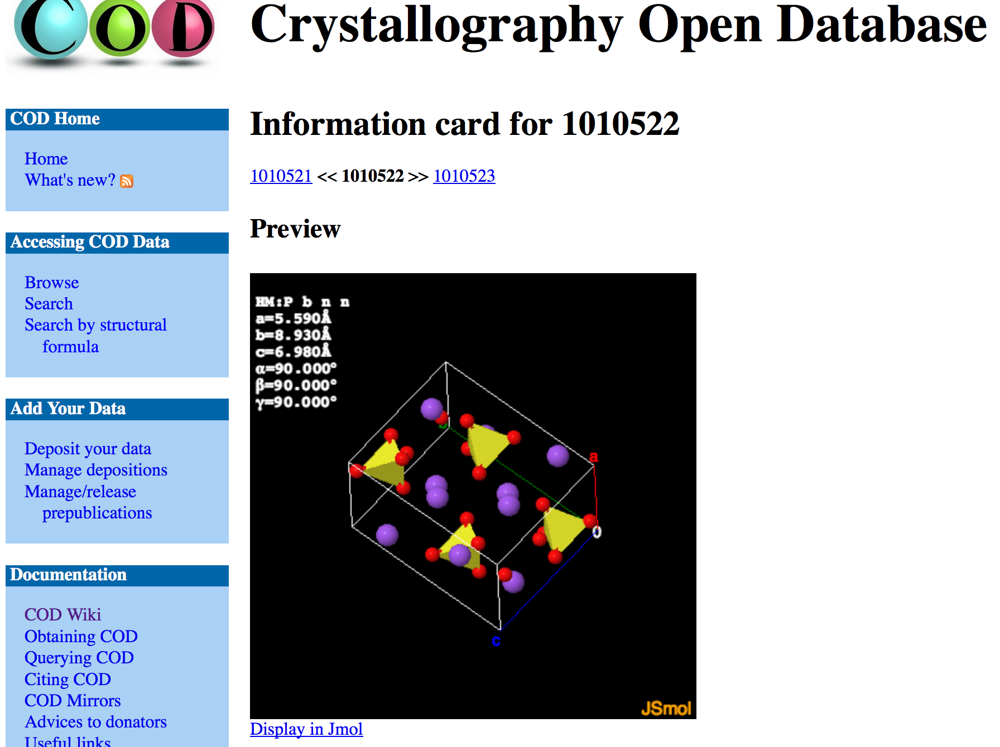 COD
Crystallography Open Database
COD Home
Home
What's new?
Accessing COD Data
Browse
Search
Search by structural
formula
Add Your Data
Deposit your data
Manage depositions
Manage/release
prepublications
Documentation
COD Wiki
Obtaining COD
Querying COD
Citing COD
COD Mirrors
Advices to donators
Useful links
Information card for 1010522
1010521 << 1010522 >> 1010523
Preview
HM:P b n n
a=5.590Å
b=8.930Å
c=6.980Å
α=90.000°
β=90.000°
γ=90.000°
a
0
c
JSmol
Display in Jmol